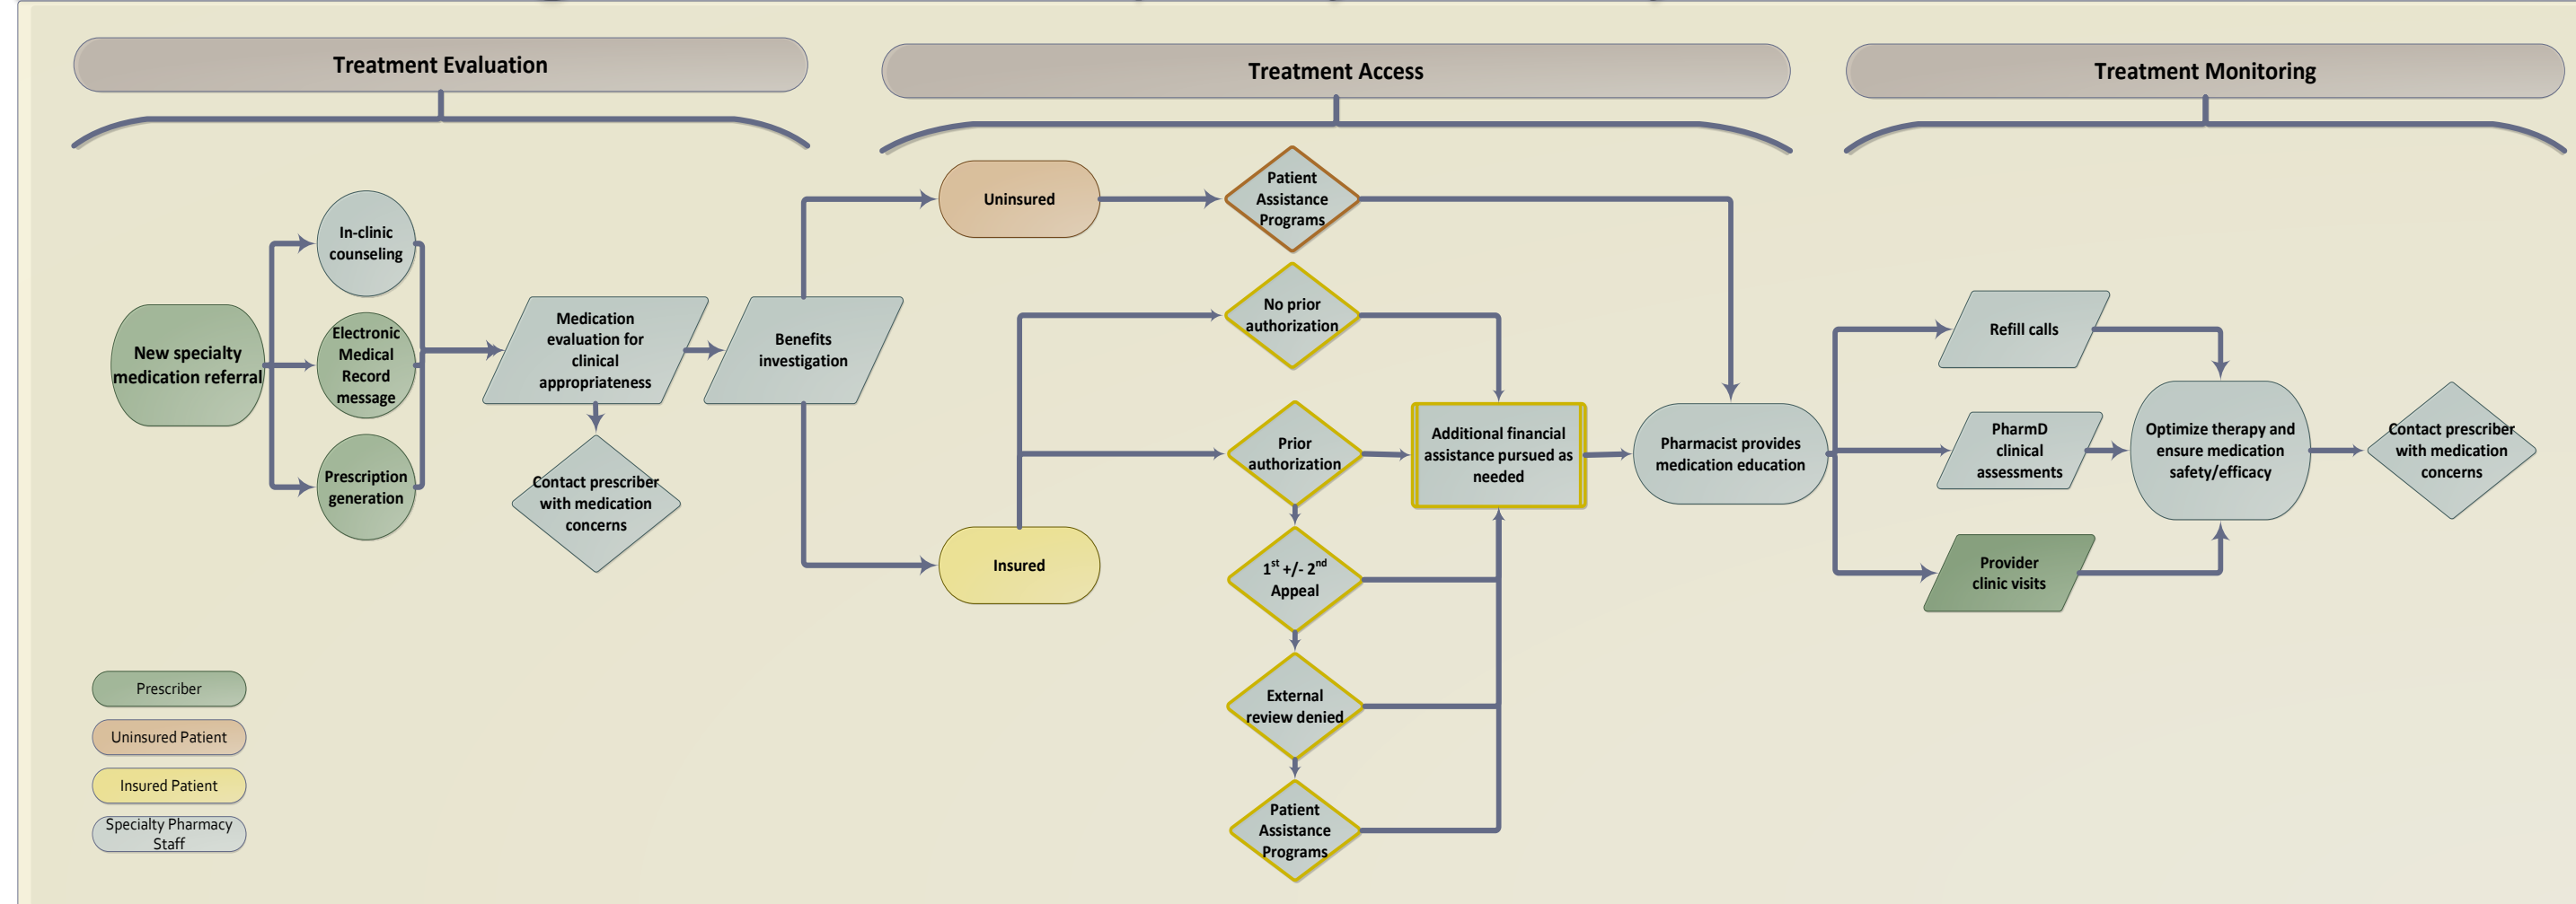 Treatment Evaluation
Treatment Access
Treatment Monitoring
New specialty
medication referral
In-clinic
counseling
Electronic
Medical
Record
message
Prescription
generation
Medication
evaluation for
clinical
appropriateness
Contact prescriber
with medication
concerns
Benefits
investigation
Uninsured
Insured
Patient
Assistance
Programs
No prior
authorization
Prior
authorization
1st +/- 2nd
Appeal
External
review denied
Patient
Assistance
Programs
Additional financial
assistance pursued as
needed
Pharmacist provides
medication education
Refill calls
PharmD
clinical
assessments
Provider
clinic visits
Optimize therapy and
ensure medication
safety/efficacy
Contact prescriber
with medication
concerns
Prescriber
Uninsured Patient
Insured Patient
Specialty Pharmacy
Staff